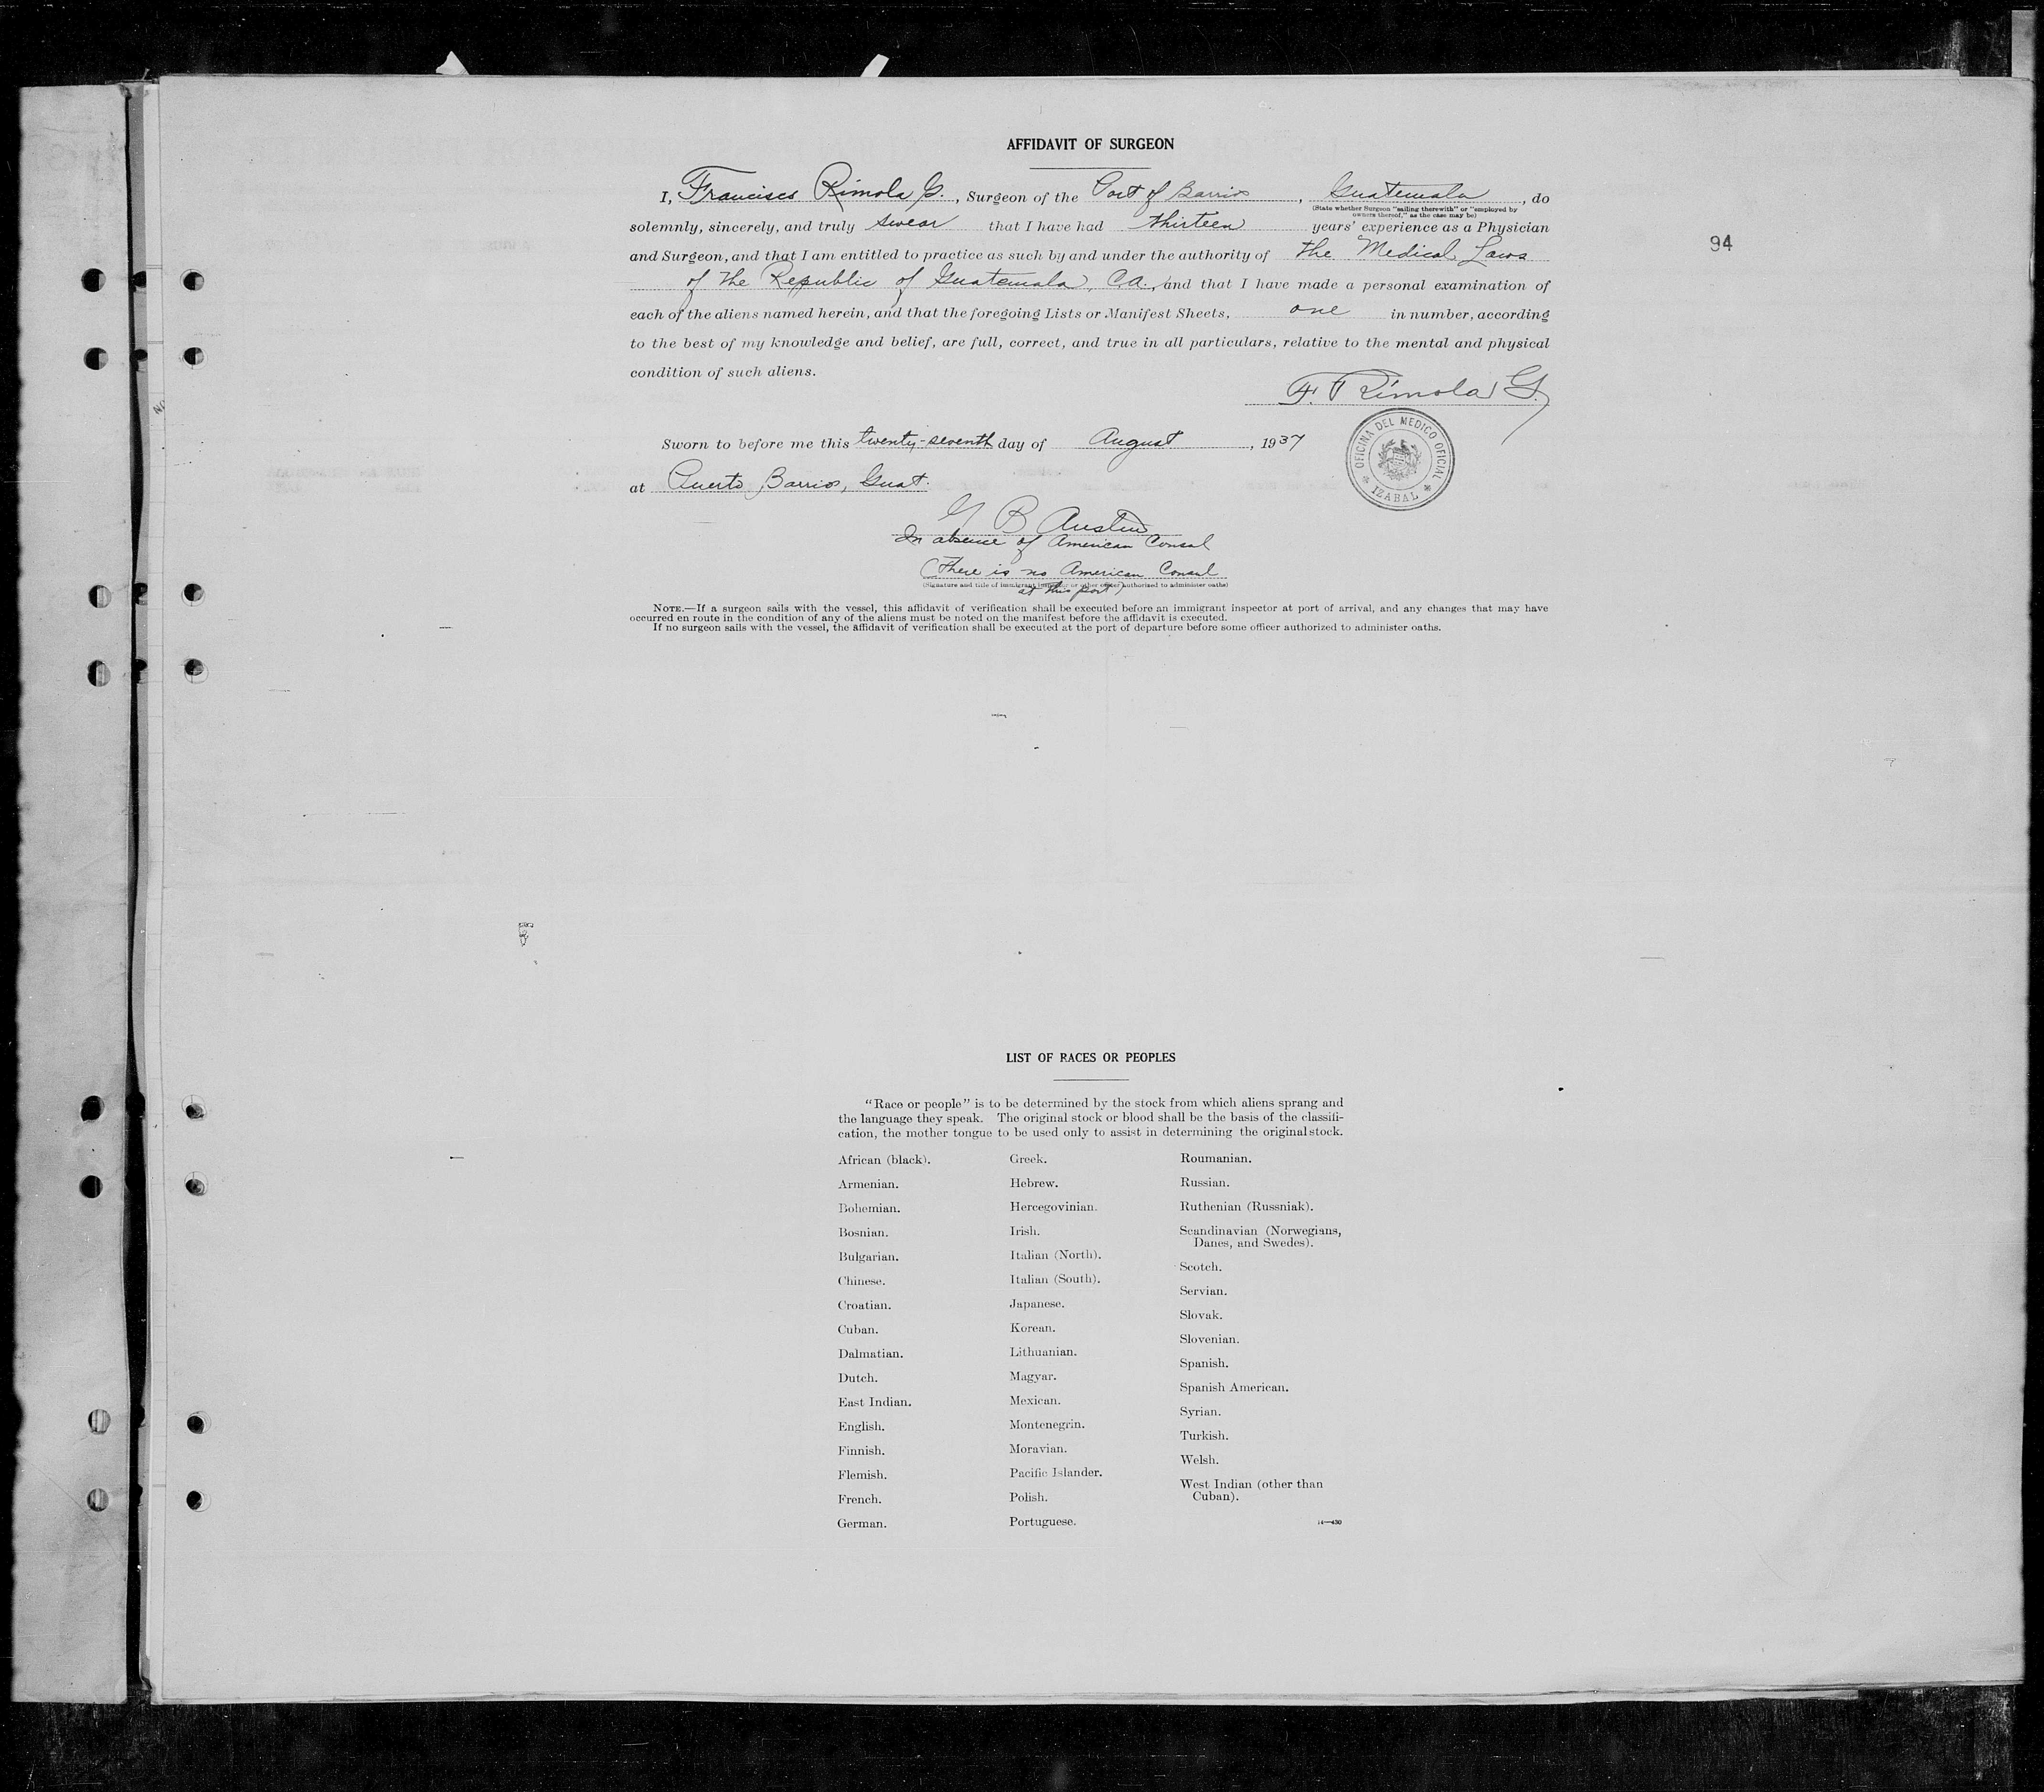 AFFIDAVIT OF SURGEON
I, Francisco Rimola G., Surgeon of the Port of Barrios, Guatemala, do
(State whether Surgeon "sailing therewith" or "employed by
owners thereof," as the case may be)
solemnly, sincerely, and truly swear that I have had thirteen years' experience as a Physician
94
and Surgeon, and that I am entitled to practice as such by and under the authority of the Medical Laws
of the Republic of Guatemala, C.A., and that I have made a personal examination of
each of the aliens named herein, and that the foregoing Lists or Manifest Sheets, one in number, according
to the best of my knowledge and belief, are full, correct, and true in all particulars, relative to the mental and physical
condition of such aliens.
F. Rimola G.
OFICINA DEL MEDICO OFICIAL
* IZABAL *
Sworn to before me this twenty-seventh day of August, 1937
at Puerto Barrios, Guat.
B Austin
In absence of American Consul
(There is no American Consul
(Signature and title of immigrant inspector or other officer authorized to administer oaths)
at this port)
NOTE.—If a surgeon sails with the vessel, this affidavit of verification shall be executed before an immigrant inspector at port of arrival, and any changes that may have
occurred en route in the condition of any of the aliens must be noted on the manifest before the affidavit is executed.
If no surgeon sails with the vessel, the affidavit of verification shall be executed at the port of departure before some officer authorized to administer oaths.
LIST OF RACES OR PEOPLES
"Race or people" is to be determined by the stock from which aliens sprang and
the language they speak. The original stock or blood shall be the basis of the classifi-
cation, the mother tongue to be used only to assist in determining the original stock.
African (black).
Armenian.
Bohemian.
Bosnian.
Bulgarian.
Chinese.
Croatian.
Cuban.
Dalmatian.
Dutch.
East Indian.
English.
Finnish.
Flemish.
French.
German.
Greek.
Hebrew.
Hercegovinian.
Irish.
Italian (North).
Italian (South).
Japanese.
Korean.
Lithuanian.
Magyar.
Mexican.
Montenegrin.
Moravian.
Pacific Islander.
Polish.
Portuguese.
Roumanian.
Russian.
Ruthenian (Russniak).
Scandinavian (Norwegians,
Danes, and Swedes).
Scotch.
Servian.
Slovak.
Slovenian.
Spanish.
Spanish American.
Syrian.
Turkish.
Welsh.
West Indian (other than
Cuban).
14—430